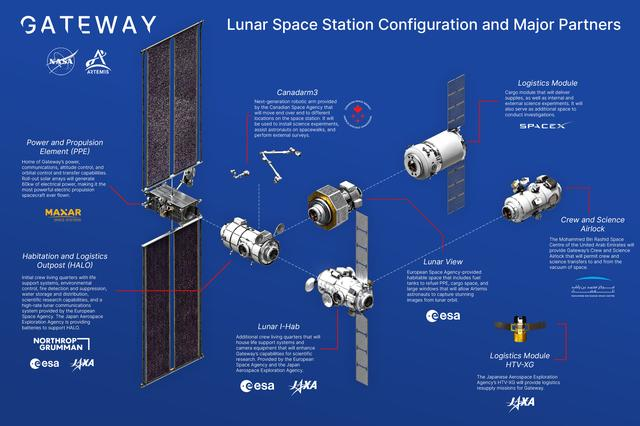 GATEWAY
Lunar Space Station Configuration and Major Partners
NASA
ARTEMIS
Canadarm3
Next-generation robotic arm provided
by the Canadian Space Agency that
will move end over end to different
locations on the space station. It will
be used to install science experiments,
assist astronauts on spacewalks, and
perform external surveys.
Logistics Module
Cargo module that will deliver
supplies, as well as internal and
external science experiments. It will
also serve as an outpost to
conduct investigations.
SPACEX
Power and Propulsion
Element (PPE)
Home of Gateway's power,
communications, attitude control, and
orbital control and transfer capabilities.
Roll-out solar arrays will generate
60kw of electrical power, making it the
most powerful electric propulsion
spacecraft ever flown.
MAXAR
Crew and Science
Airlock
The Mohammed Bin Rashid Space
Centre of the United Arab Emirates will
provide Gateway's Crew and Science
Airlock that will permit crew and
science transfers to and from the
vacuum of space.
Habitation and Logistics
Outpost (HALO)
Initial crew living quarters with life
support systems, environmental
control, fire detection and suppression,
water storage and distribution,
scientific research capabilities, and a
high-rate lunar communications
system provided by the European
Space Agency. The Japan Aerospace
Exploration Agency is providing
batteries to support HALO.
NORTHROP
GRUMMAN
esa
JAXA
Lunar View
European Space Agency-provided
habitable space that includes fuel
tanks to refuel PPE, cargo space, and
large windows that will allow Artemis
astronauts to capture stunning
images from lunar orbit.
esa
Lunar I-Hab
Additional crew living quarters that will
house life support systems and
camera equipment that will enhance
Gateway's capabilities for scientific
research. Provided by the European
Space Agency and the Japan
Aerospace Exploration Agency.
esa
JAXA
Logistics Module
HTV-XG
The Japanese Aerospace Exploration
Agency's HTV-XG will provide logistics
resupply missions for Gateway.
JAXA